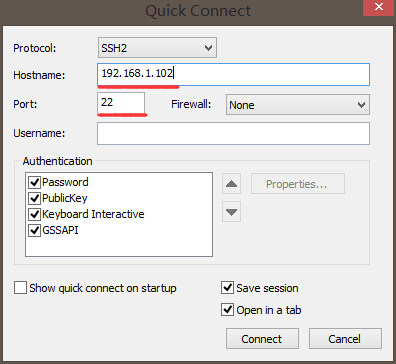 Quick Connect
Protocol: SSH2
Hostname: 192.168.1.102
Port: 22 Firewall: None
Username:
Authentication
Password
PublicKey
Keyboard Interactive
GSSAPI
Properties...
Show quick connect on startup
Save session
Open in a tab
Connect Cancel